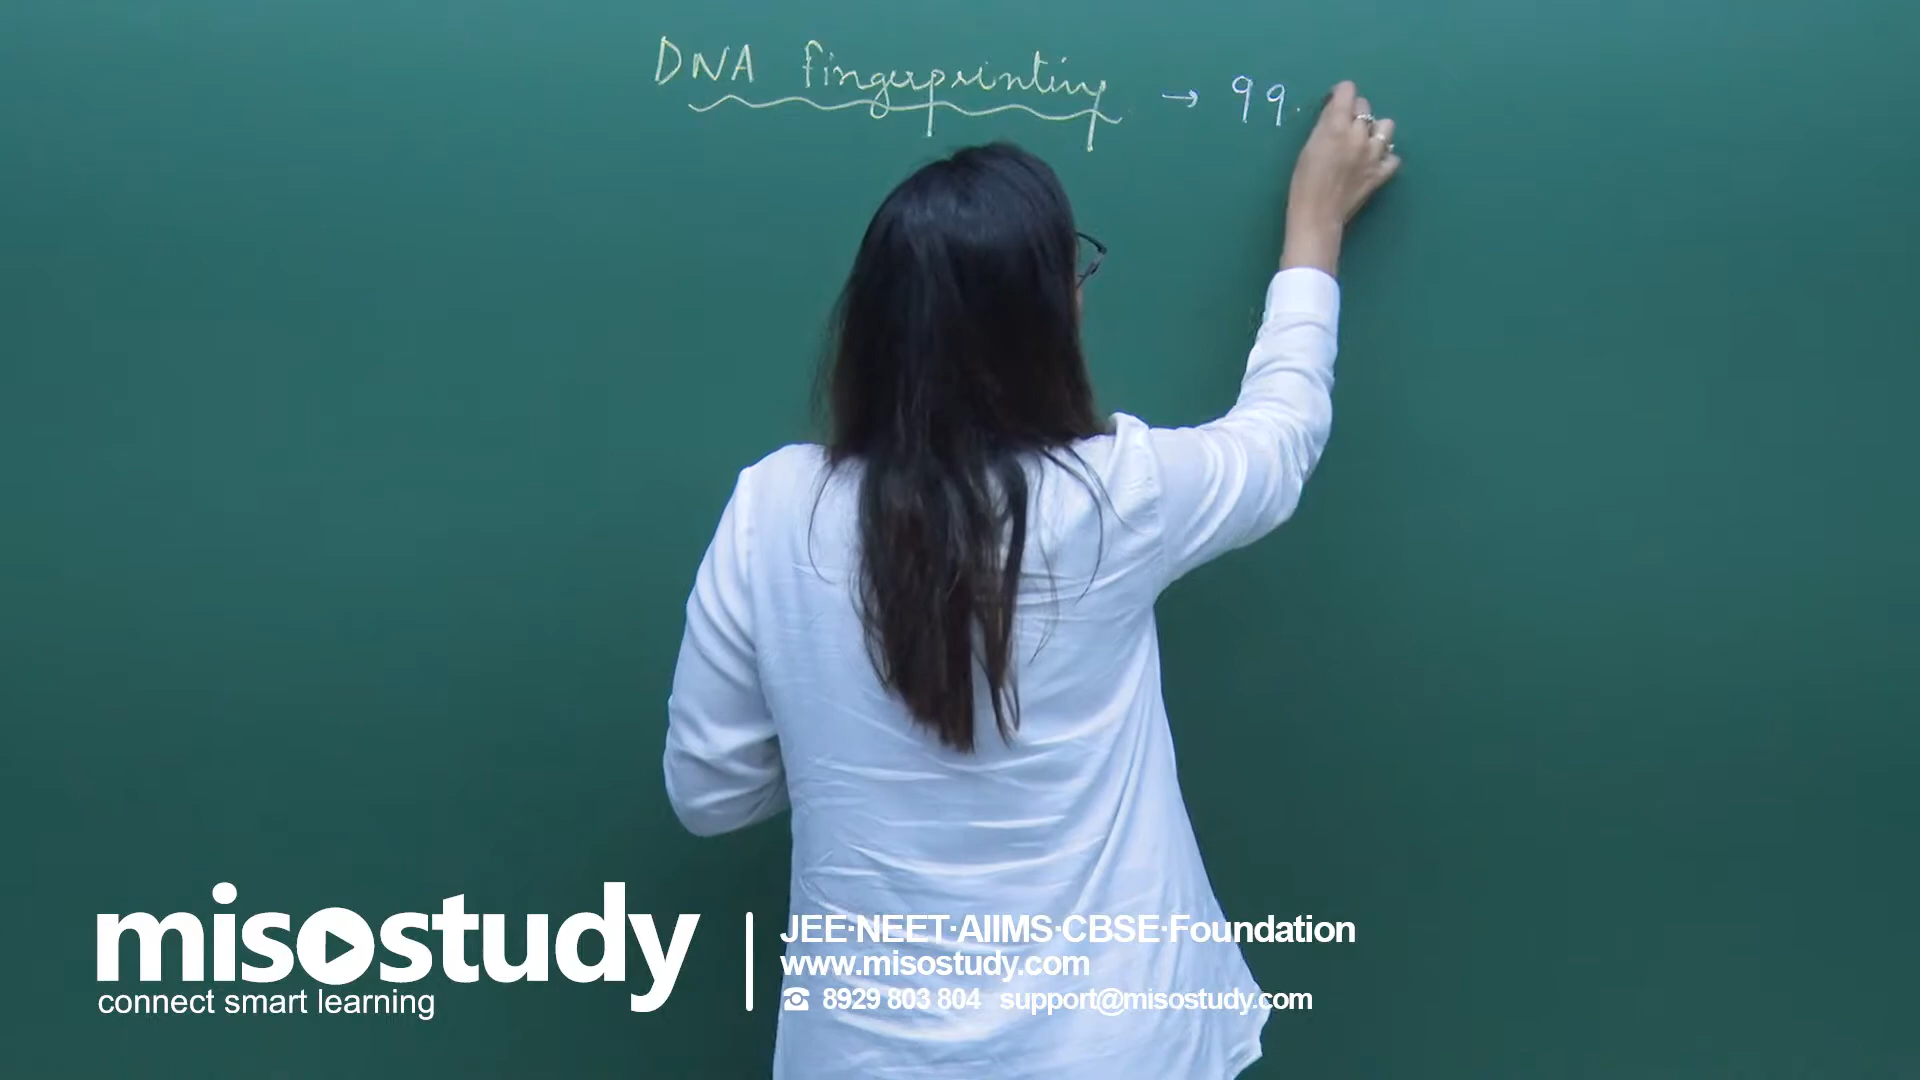 DNA fingerprinting → 99.
misostudy
connect smart learning
JEE·NEET·AIIMS·CBSE·Foundation
www.misostudy.com
☎ 8929 803 804 support@misostudy.com